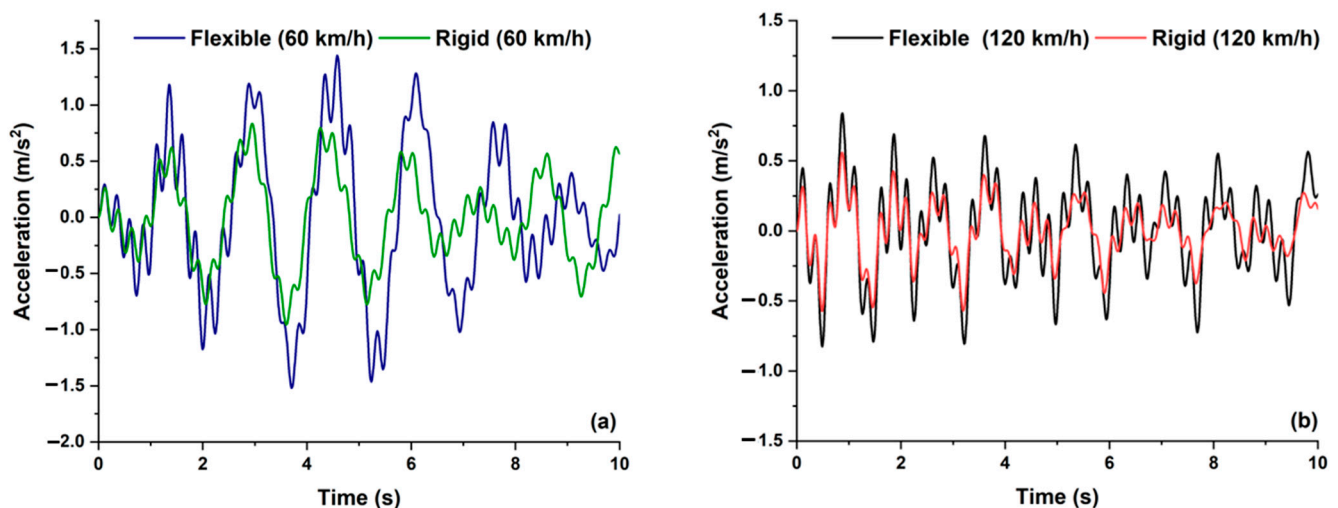 Flexible (60 km/h) Rigid (60 km/h)
1.5
1.0
0.5
0.0
−0.5
−1.0
−1.5
−2.0
Acceleration (m/s²)
(a)
0 2 4 6 8 10
Time (s)
Flexible (120 km/h) Rigid (120 km/h)
1.5
1.0
0.5
0.0
−0.5
−1.0
−1.5
Acceleration (m/s²)
(b)
0 2 4 6 8 10
Time (s)